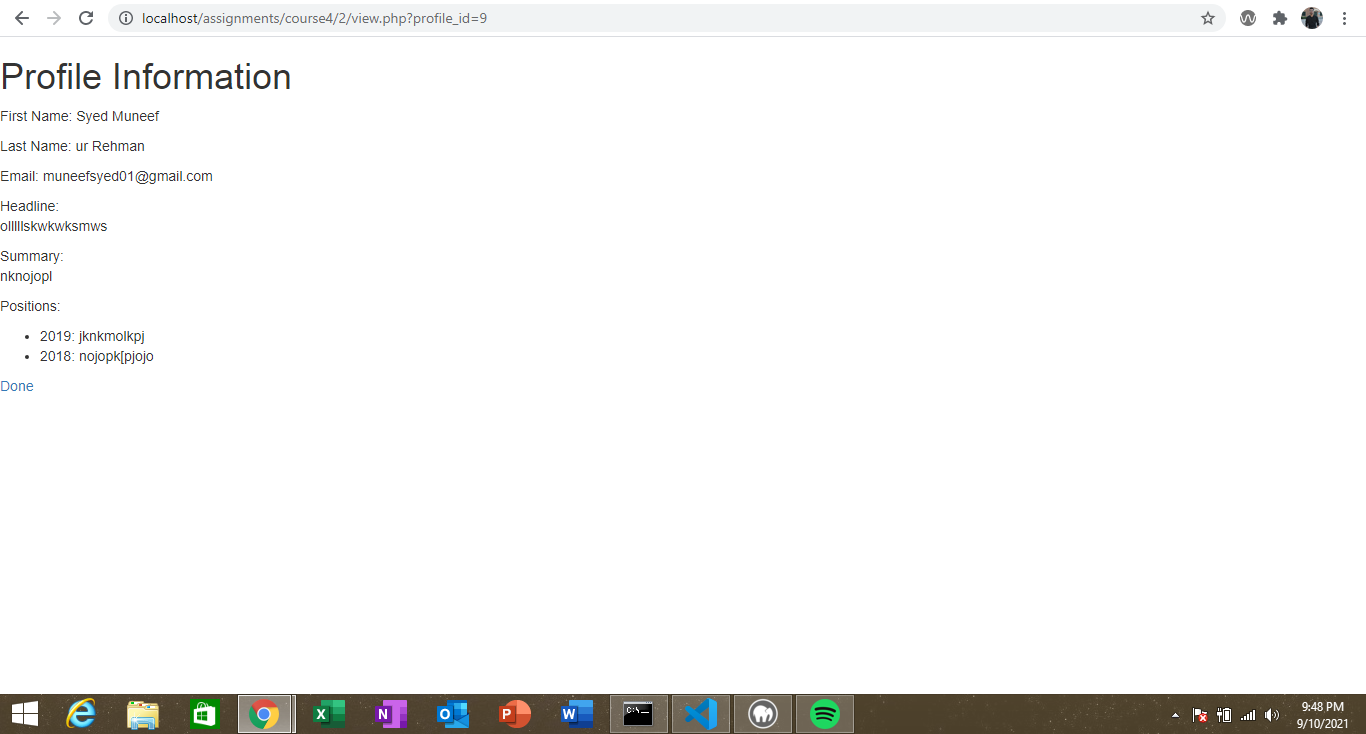 localhost/assignments/course4/2/view.php?profile_id=9
Profile Information
First Name: Syed Muneef
Last Name: ur Rehman
Email: muneefsyed01@gmail.com
Headline:
olllllskwkwksmws
Summary:
nknojopl
Positions:
2019: jknkmolkpj
2018: nojopk[pjojo
Done
9:48 PM
9/10/2021